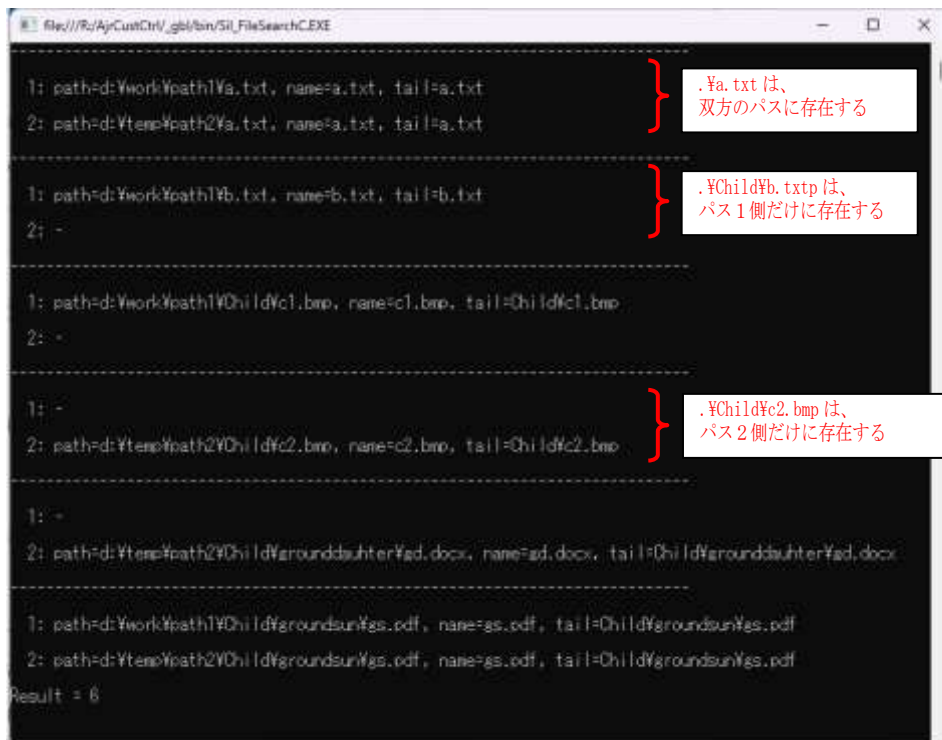 file:///R:/AjrCustCtrl/_gbl/bin/Sil_FileSearchC.EXE
1: path=d:¥work¥path1¥a.txt, name=a.txt, tail=a.txt
2: path=d:¥temp¥path2¥a.txt, name=a.txt, tail=a.txt
.¥a.txt は、
双方のパスに存在する
1: path=d:¥work¥path1¥b.txt, name=b.txt, tail=b.txt
2: -
.¥Child¥b.txtp は、
パス１側だけに存在する
1: path=d:¥work¥path1¥Child¥c1.bmp, name=c1.bmp, tail=Child¥c1.bmp
2: -
1: -
2: path=d:¥temp¥path2¥Child¥c2.bmp, name=c2.bmp, tail=Child¥c2.bmp
.¥Child¥c2.bmp は、
パス２側だけに存在する
1: -
2: path=d:¥temp¥path2¥Child¥grounddauhter¥gd.docx, name=gd.docx, tail=Child¥grounddauhter¥gd.docx
1: path=d:¥work¥path1¥Child¥groundsun¥gs.pdf, name=gs.pdf, tail=Child¥groundsun¥gs.pdf
2: path=d:¥temp¥path2¥Child¥groundsun¥gs.pdf, name=gs.pdf, tail=Child¥groundsun¥gs.pdf
Result = 6